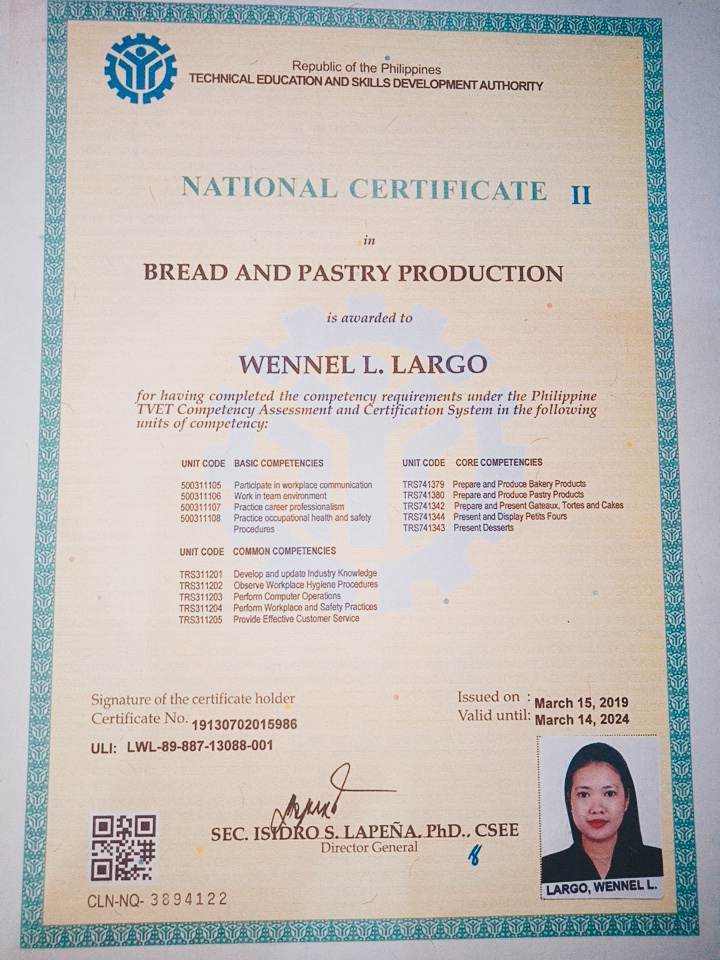 Republic of the Philippines
TECHNICAL EDUCATION AND SKILLS DEVELOPMENT AUTHORITY
NATIONAL CERTIFICATE II
in
BREAD AND PASTRY PRODUCTION
is awarded to
WENNEL L. LARGO
for having completed the competency requirements under the Philippine
TVET Competency Assessment and Certification System in the following
units of competency:
UNIT CODE BASIC COMPETENCIES
500311105 Participate in workplace communication
500311106 Work in team environment
500311107 Practice career professionalism
500311108 Practice occupational health and safety
Procedures
UNIT CODE COMMON COMPETENCIES
TRS311201 Develop and update Industry Knowledge
TRS311202 Observe Workplace Hygiene Procedures
TRS311203 Perform Computer Operations
TRS311204 Perform Workplace and Safety Practices
TRS311205 Provide Effective Customer Service
UNIT CODE CORE COMPETENCIES
TRS741379 Prepare and Produce Bakery Products
TRS741380 Prepare and Produce Pastry Products
TRS741342 Prepare and Present Gateaux, Tortes and Cakes
TRS741344 Present and Display Petits Fours
TRS741343 Present Desserts
Signature of the certificate holder
Certificate No. 19130702015986
ULI: LWL-89-887-13088-001
Issued on : March 15, 2019
Valid until: March 14, 2024
SEC. ISIDRO S. LAPEÑA, PhD., CSEE
Director General
LARGO, WENNEL L.
CLN-NQ- 3894122